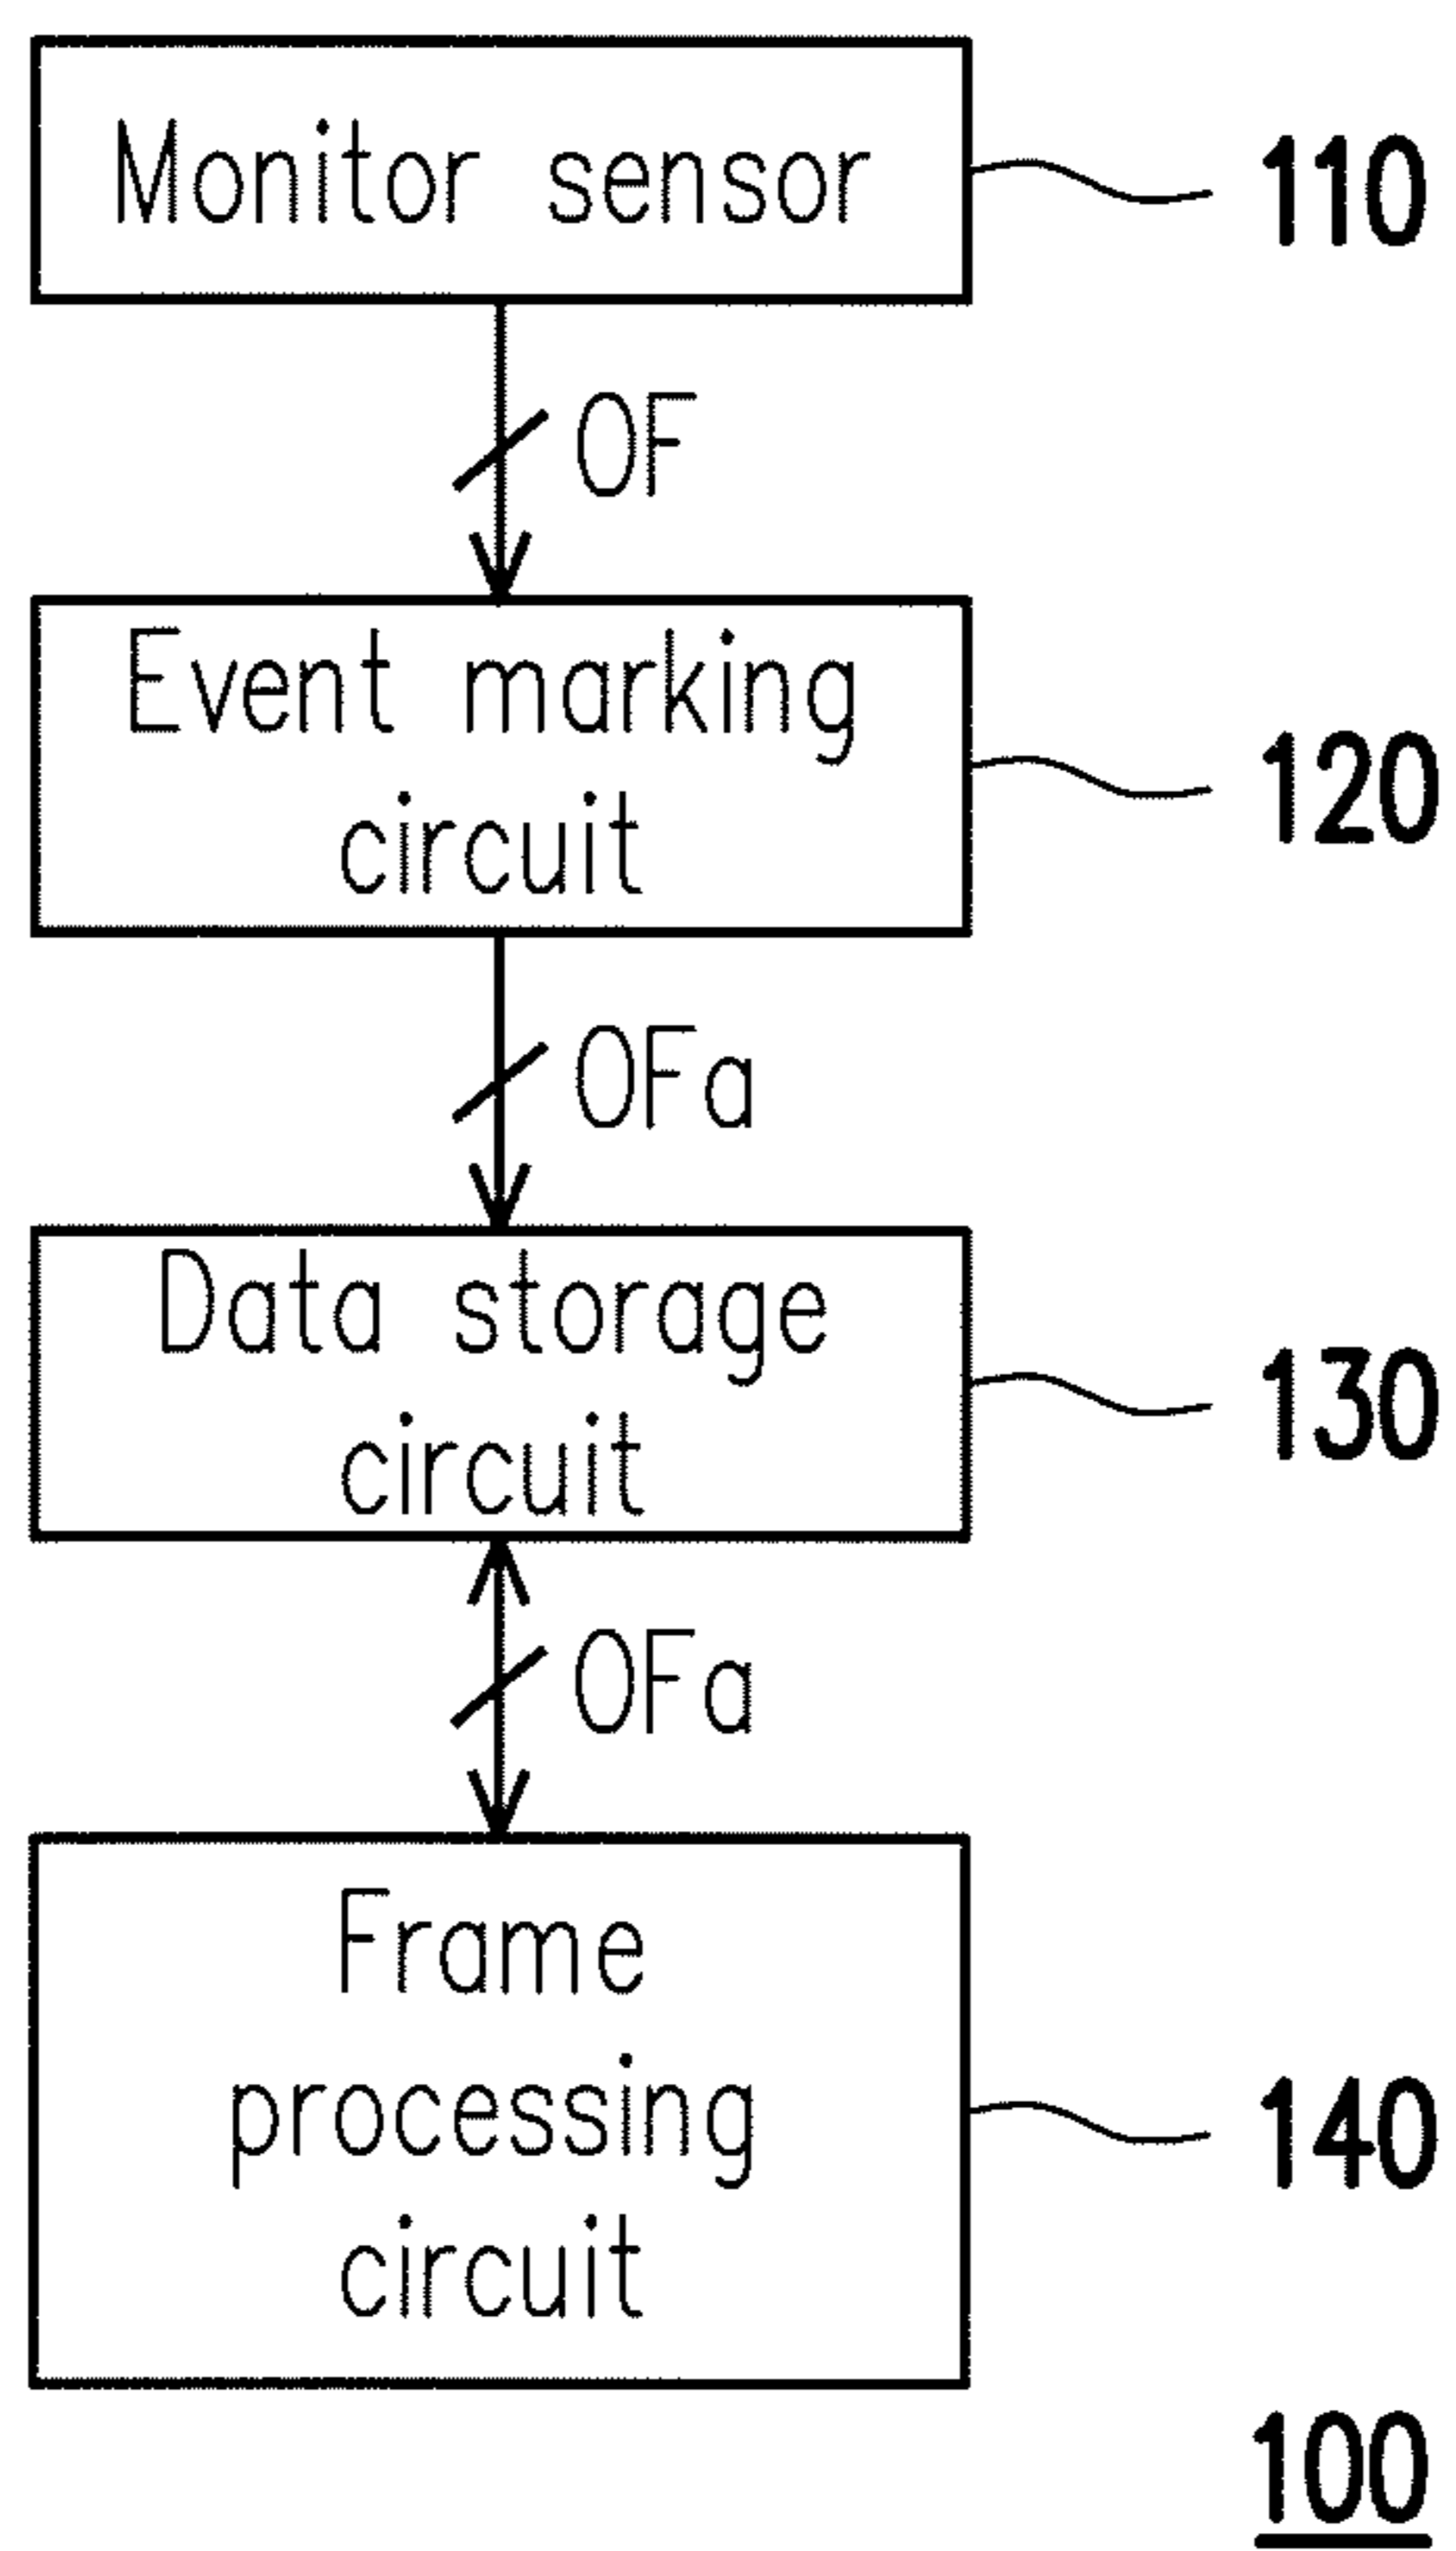 Monitor sensor
110
OF
Event marking
circuit
120
OFa
Data storage
circuit
130
OFa
Frame
processing
circuit
140
100